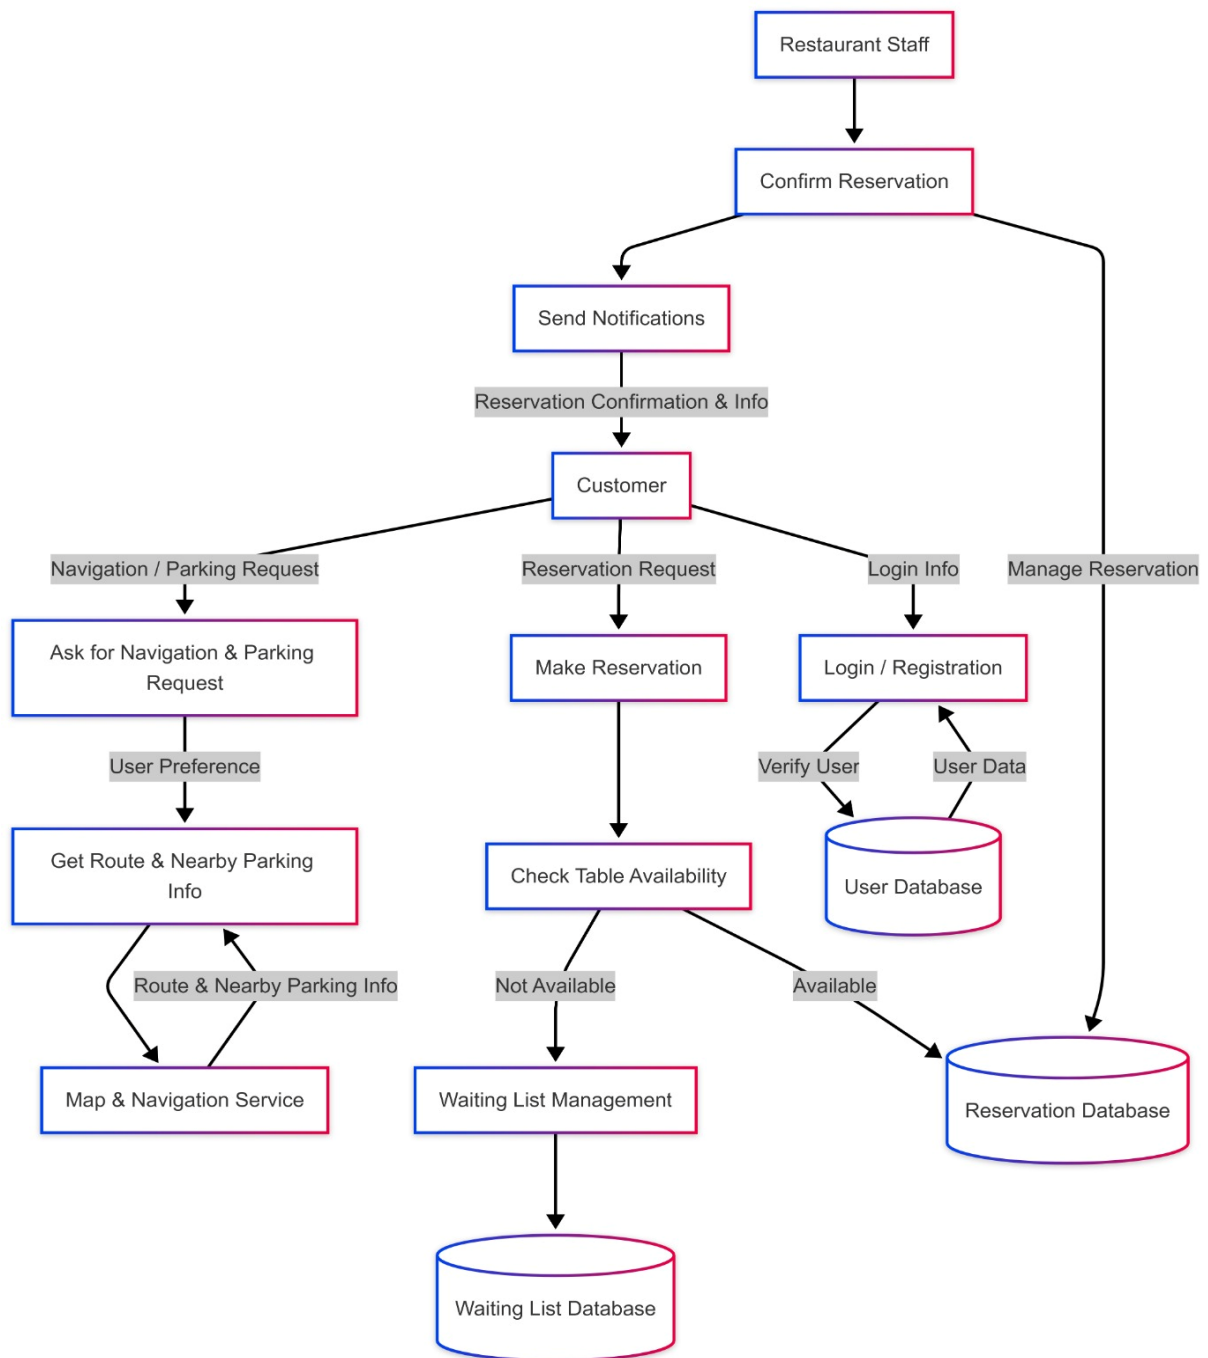 Restaurant Staff
Confirm Reservation
Send Notifications
Reservation Confirmation & Info
Customer
Navigation / Parking Request
Reservation Request
Login Info
Manage Reservation
Ask for Navigation & Parking
Request
Make Reservation
Login / Registration
User Preference
Verify User
User Data
Get Route & Nearby Parking
Info
Check Table Availability
User Database
Route & Nearby Parking Info
Not Available
Available
Map & Navigation Service
Waiting List Management
Reservation Database
Waiting List Database